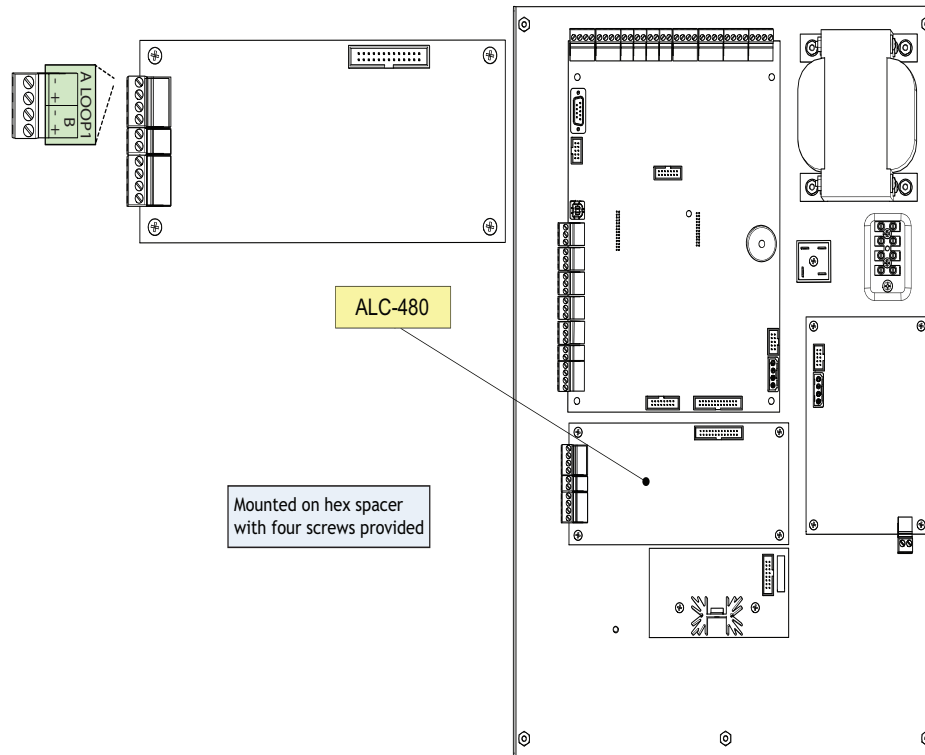 A LOOP1
- + - +
B
ALC-480
Mounted on hex spacer
with four screws provided